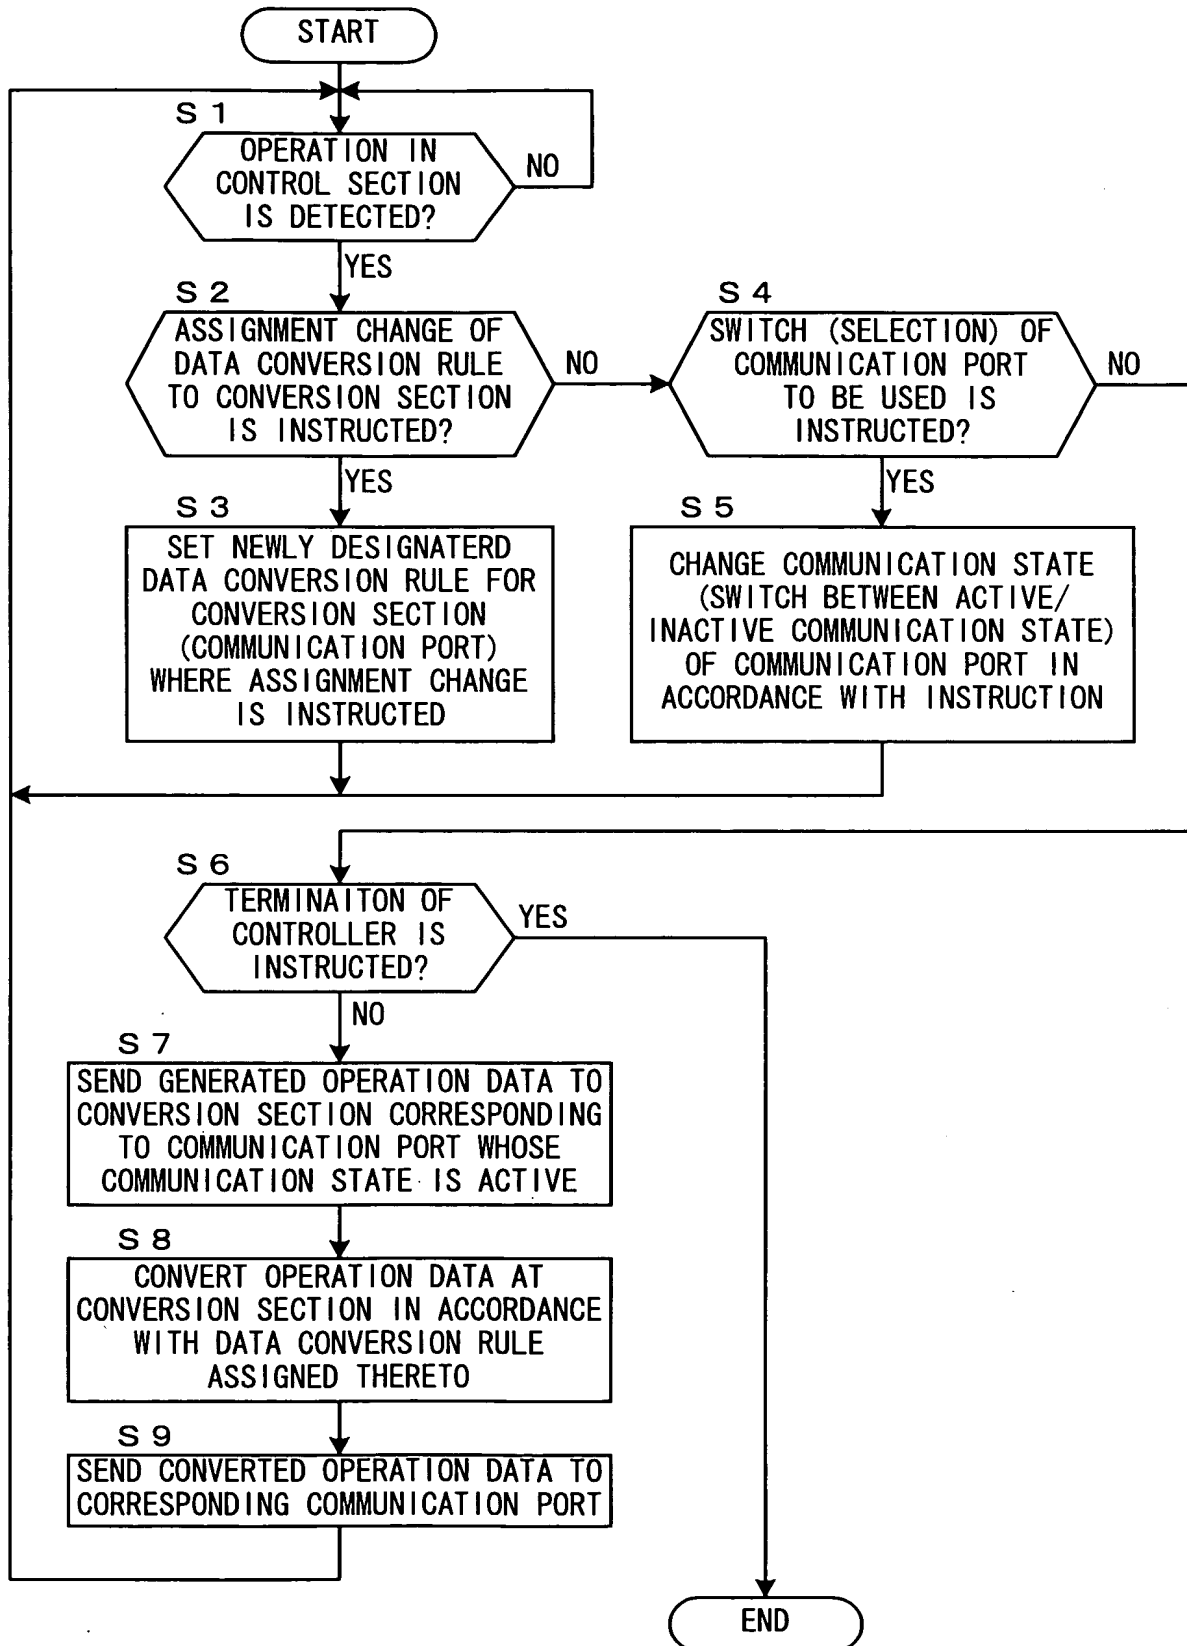 START
S 1
OPERATION IN
CONTROL SECTION
IS DETECTED?
NO
YES
S 2
ASSIGNMENT CHANGE OF
DATA CONVERSION RULE
TO CONVERSION SECTION
IS INSTRUCTED?
NO
YES
S 4
SWITCH (SELECTION) OF
COMMUNICATION PORT
TO BE USED IS
INSTRUCTED?
NO
YES
S 3
SET NEWLY DESIGNATERD
DATA CONVERSION RULE FOR
CONVERSION SECTION
(COMMUNICATION PORT)
WHERE ASSIGNMENT CHANGE
IS INSTRUCTED
S 5
CHANGE COMMUNICATION STATE
(SWITCH BETWEEN ACTIVE/
INACTIVE COMMUNICATION STATE)
OF COMMUNICATION PORT IN
ACCORDANCE WITH INSTRUCTION
S 6
TERMINAITON OF
CONTROLLER IS
INSTRUCTED?
YES
NO
S 7
SEND GENERATED OPERATION DATA TO
CONVERSION SECTION CORRESPONDING
TO COMMUNICATION PORT WHOSE
COMMUNICATION STATE IS ACTIVE
S 8
CONVERT OPERATION DATA AT
CONVERSION SECTION IN ACCORDANCE
WITH DATA CONVERSION RULE
ASSIGNED THERETO
S 9
SEND CONVERTED OPERATION DATA TO
CORRESPONDING COMMUNICATION PORT
END